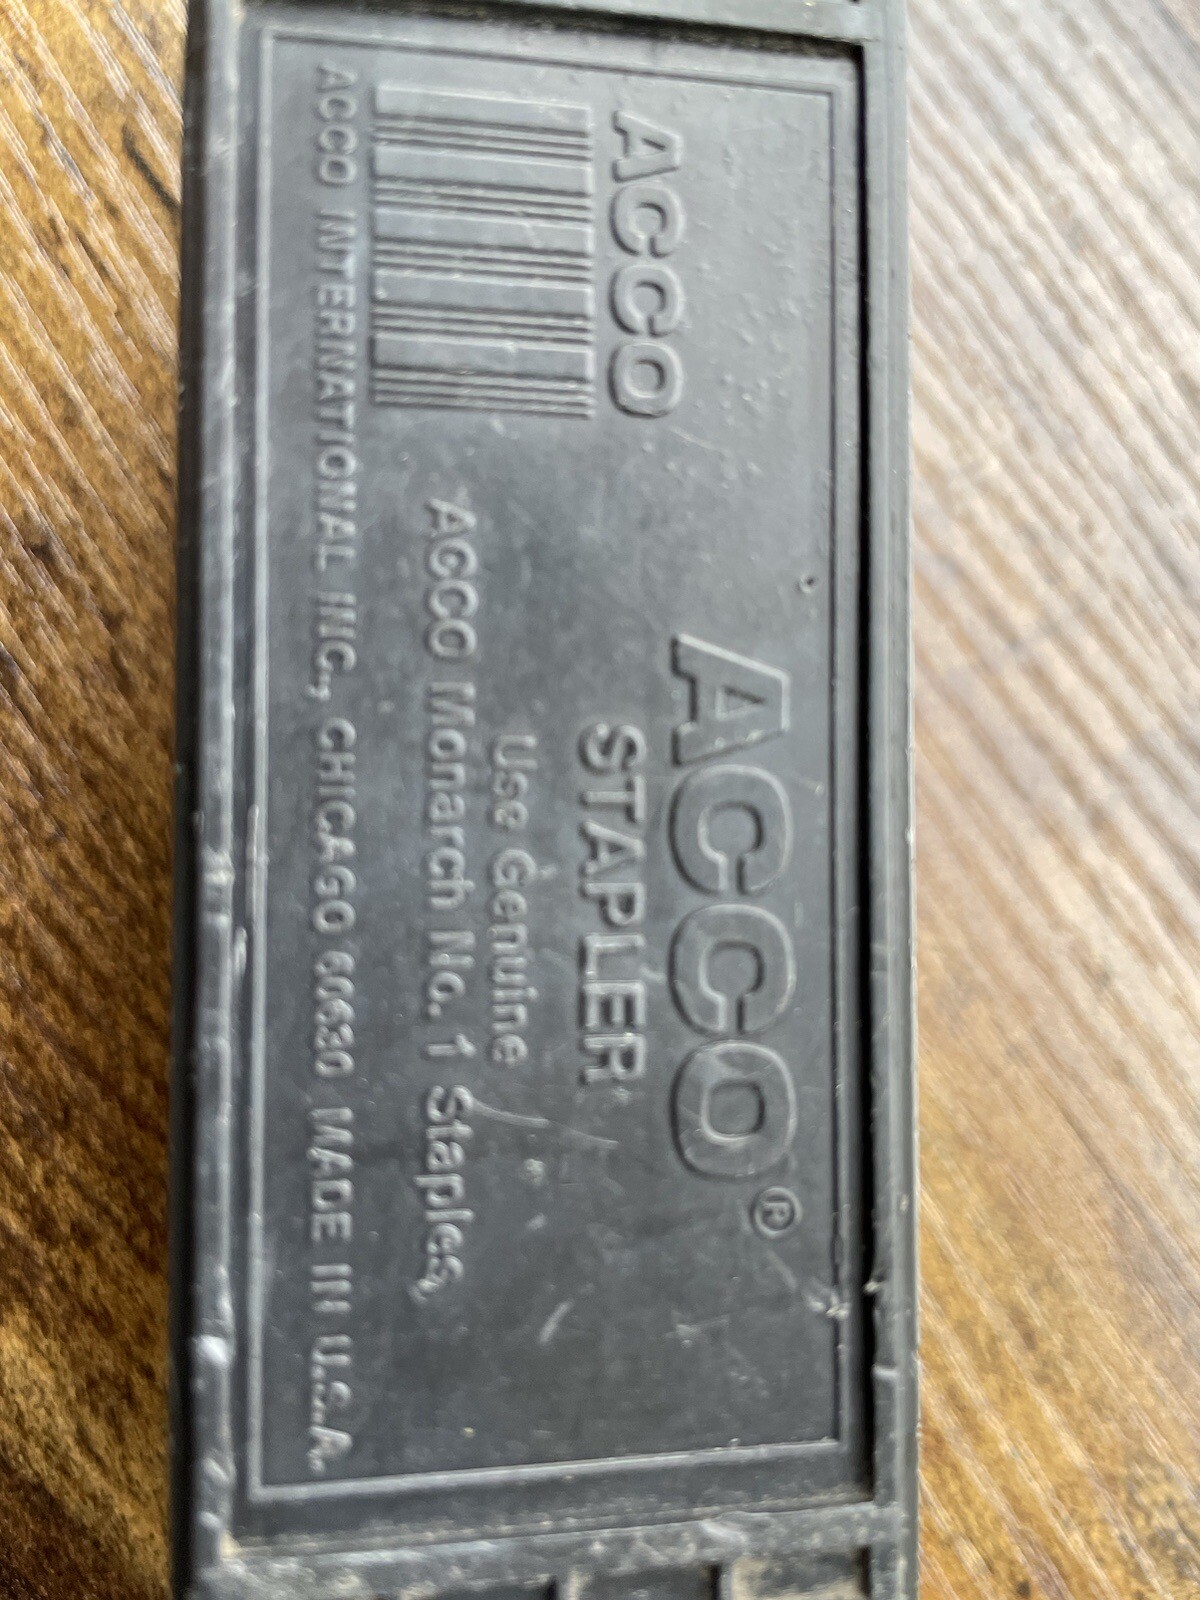 ACCO
ACCO®
STAPLER
Use Genuine
ACCO Monarch No. 1 Staples,
ACCO INTERNATIONAL INC., CHICAGO 60630 MADE IN U.S.A.